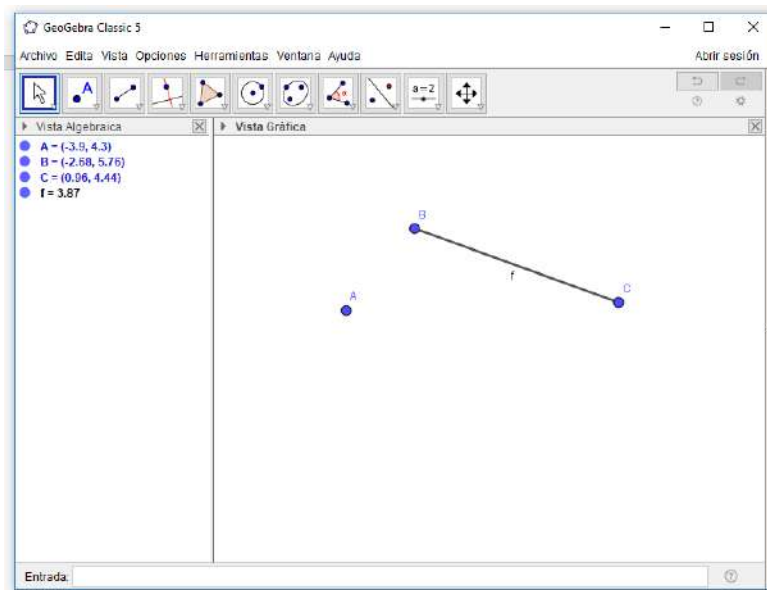 GeoGebra Classic 5
Archivo Edita Vista Opciones Herramientas Ventana Ayuda
Abrir sesión
A
a=2
Vista Algebraica
Vista Gráfica
A = (-3.9, 4.3)
B = (-2.68, 5.76)
C = (0.96, 4.44)
f = 3.87
B
f
C
A
Entrada: